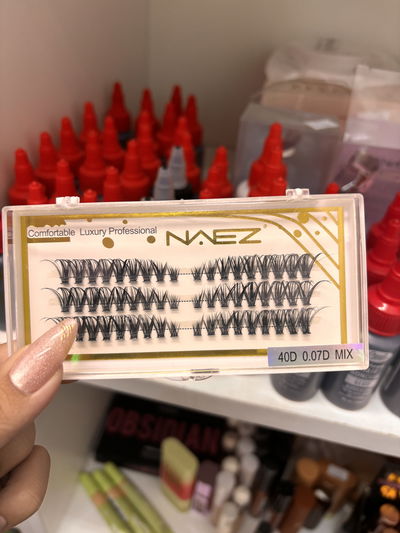 Comfortable Luxury Professional
NAEZ
40D 0.07D MIX
OBSIDIAN